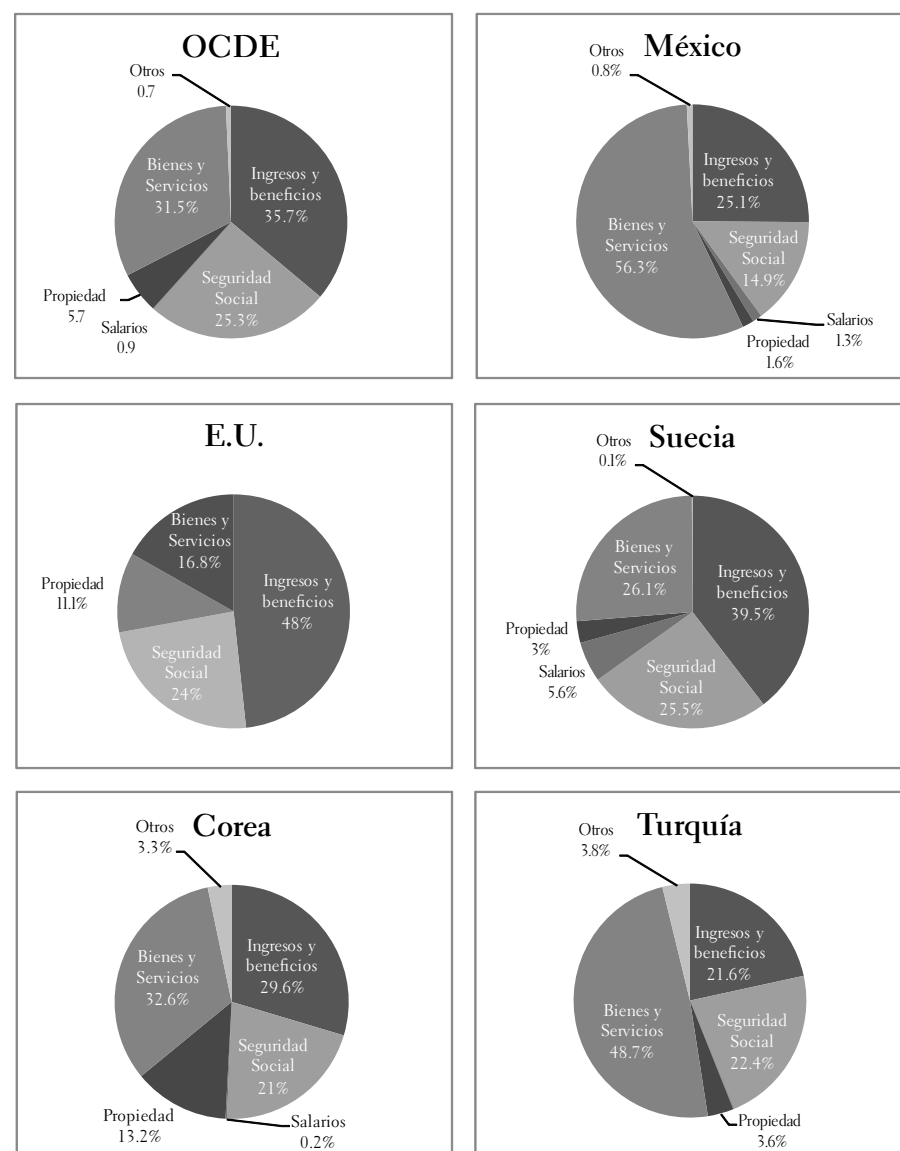 OCDE
Otros
0.7
Bienes y
Servicios
31.5%
Ingresos y
beneficios
35.7%
Propiedad
5.7
Salarios
0.9
Seguridad
Social
25.3%
México
Otros
0.8%
Ingresos y
beneficios
25.1%
Bienes y
Servicios
56.3%
Seguridad
Social
14.9%
Salarios
1.3%
Propiedad
1.6%
E.U.
Bienes y
Servicios
16.8%
Propiedad
11.1%
Ingresos y
beneficios
48%
Seguridad
Social
24%
Suecia
Otros
0.1%
Bienes y
Servicios
26.1%
Ingresos y
beneficios
39.5%
Propiedad
3%
Salarios
5.6%
Seguridad
Social
25.5%
Corea
Otros
3.3%
Ingresos y
beneficios
29.6%
Bienes y
Servicios
32.6%
Seguridad
Social
21%
Propiedad
13.2%
Salarios
0.2%
Turquía
Otros
3.8%
Ingresos y
beneficios
21.6%
Bienes y
Servicios
48.7%
Seguridad
Social
22.4%
Propiedad
3.6%